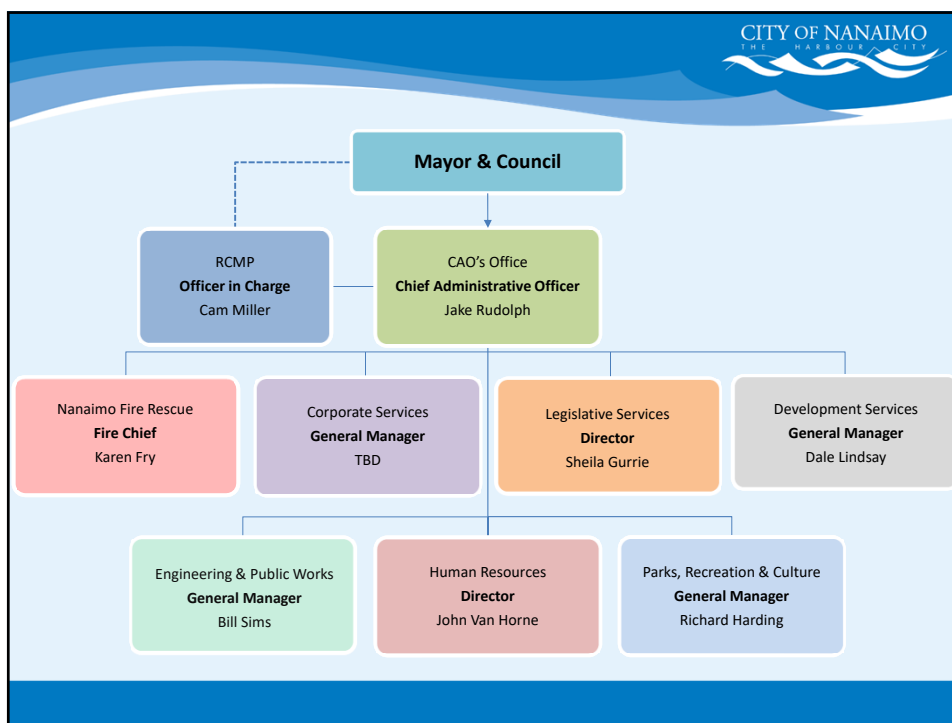 CITY OF NANAIMO
THE HARBOUR CITY
Mayor & Council
RCMP
Officer in Charge
Cam Miller
CAO's Office
Chief Administrative Officer
Jake Rudolph
Nanaimo Fire Rescue
Fire Chief
Karen Fry
Corporate Services
General Manager
TBD
Legislative Services
Director
Sheila Gurrie
Development Services
General Manager
Dale Lindsay
Engineering & Public Works
General Manager
Bill Sims
Human Resources
Director
John Van Horne
Parks, Recreation & Culture
General Manager
Richard Harding